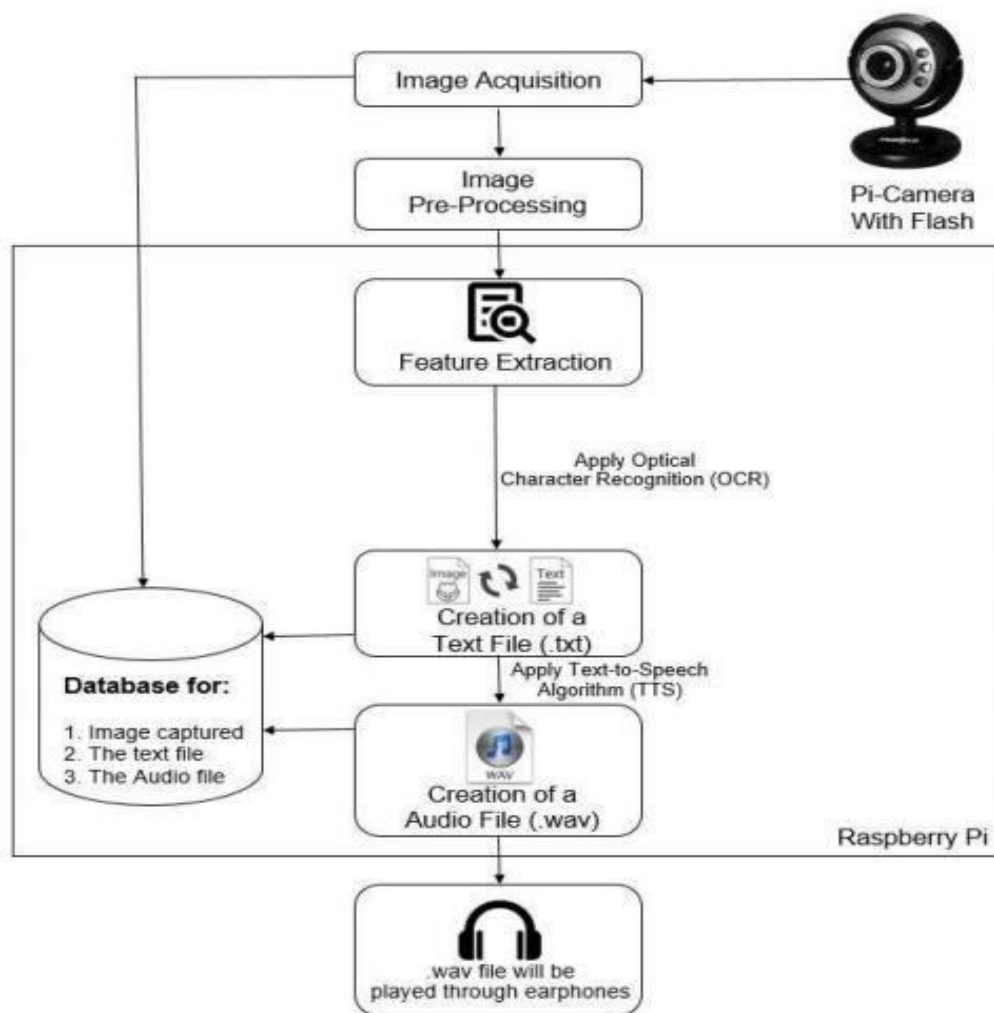 Image Acquisition
Pi-Camera
With Flash
Image
Pre-Processing
Feature Extraction
Apply Optical
Character Recognition (OCR)
Image
Text
Creation of a
Text File (.txt)
Apply Text-to-Speech
Algorithm (TTS)
Database for:
1. Image captured
2. The text file
3. The Audio file
WAV
Creation of a
Audio File (.wav)
Raspberry Pi
.wav file will be
played through earphones